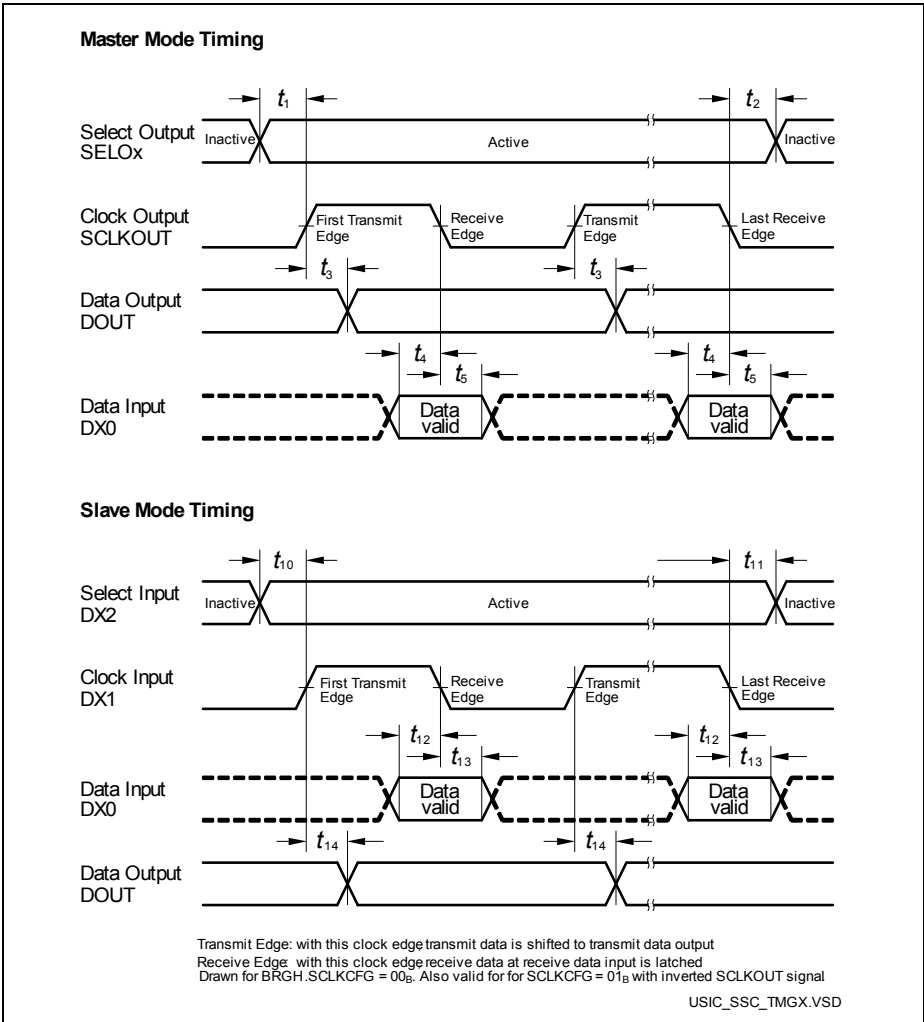 Master Mode Timing
t1
t2
Select Output
SELOx
Inactive
Active
Inactive
Clock Output
SCLKOUT
First Transmit
Edge
Receive
Edge
Transmit
Edge
Last Receive
Edge
t3
t3
Data Output
DOUT
t4
t5
t4
t5
Data Input
DX0
Data
valid
Data
valid
Slave Mode Timing
t10
t11
Select Input
DX2
Inactive
Active
Inactive
Clock Input
DX1
First Transmit
Edge
Receive
Edge
Transmit
Edge
Last Receive
Edge
t12
t13
t12
t13
Data Input
DX0
Data
valid
Data
valid
t14
t14
Data Output
DOUT
Transmit Edge: with this clock edge, transmit data is shifted to transmit data output
Receive Edge: with this clock edge, receive data at receive data input is latched
Drawn for BRGH.SCLKCFG = 00B. Also valid for for SCLKCFG = 01B with inverted SCLKOUT signal.
USIC_SSC_TMGX.VSD